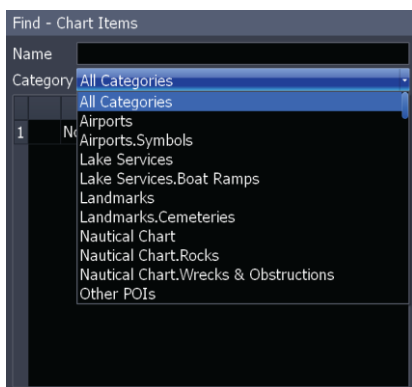 Find - Chart Items
Name
Category All Categories
All Categories
Airports
1 No
Airports.Symbols
Lake Services
Lake Services.Boat Ramps
Landmarks
Landmarks.Cemeteries
Nautical Chart
Nautical Chart.Rocks
Nautical Chart.Wrecks & Obstructions
Other POIs